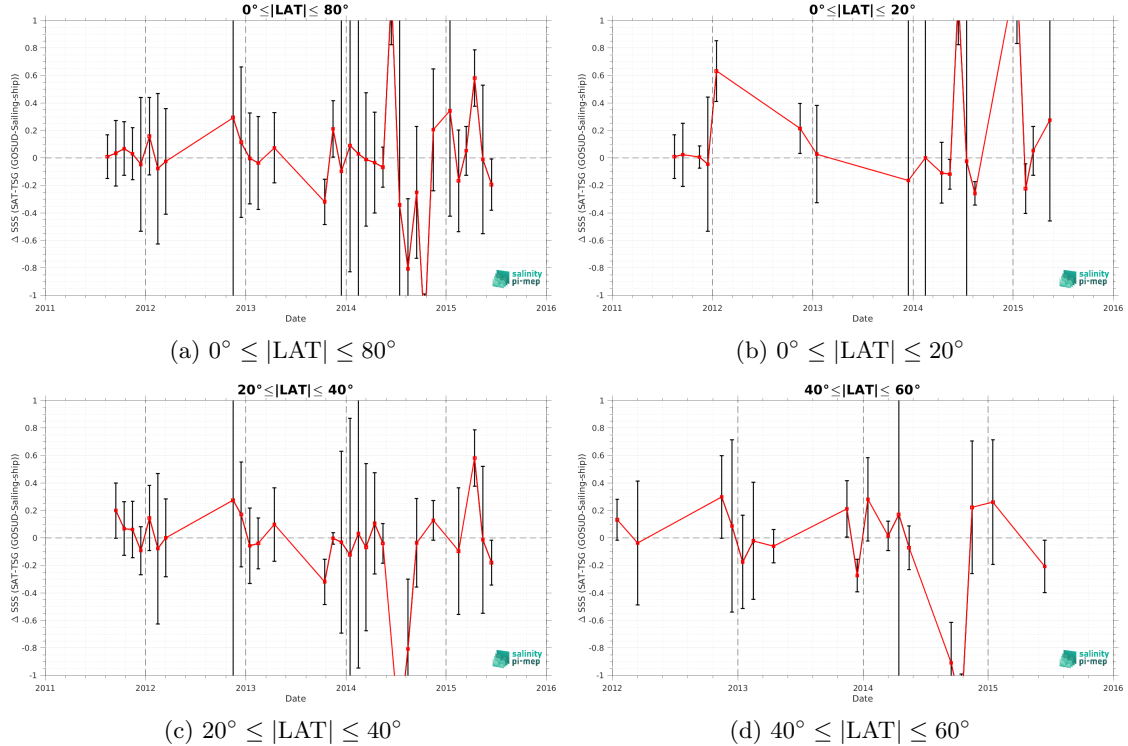 0°≤|LAT|≤ 80°
1
0.8
0.6
0.4
0.2
0
-0.2
-0.4
-0.6
-0.8
-1
Δ SSS (SAT-TSG (GOSUD-Sailing-ship))
2011 2012 2013 2014 2015 2016
Date
salinity
pi-mep
(a) 0° ≤ |LAT| ≤ 80°
0°≤|LAT|≤ 20°
1
0.8
0.6
0.4
0.2
0
-0.2
-0.4
-0.6
-0.8
-1
Δ SSS (SAT-TSG (GOSUD-Sailing-ship))
2011 2012 2013 2014 2015 2016
Date
salinity
pi-mep
(b) 0° ≤ |LAT| ≤ 20°
20°≤|LAT|≤ 40°
1
0.8
0.6
0.4
0.2
0
-0.2
-0.4
-0.6
-0.8
-1
Δ SSS (SAT-TSG (GOSUD-Sailing-ship))
2011 2012 2013 2014 2015 2016
Date
salinity
pi-mep
(c) 20° ≤ |LAT| ≤ 40°
40°≤|LAT|≤ 60°
1
0.8
0.6
0.4
0.2
0
-0.2
-0.4
-0.6
-0.8
-1
Δ SSS (SAT-TSG (GOSUD-Sailing-ship))
2012 2013 2014 2015 2016
Date
salinity
pi-mep
(d) 40° ≤ |LAT| ≤ 60°